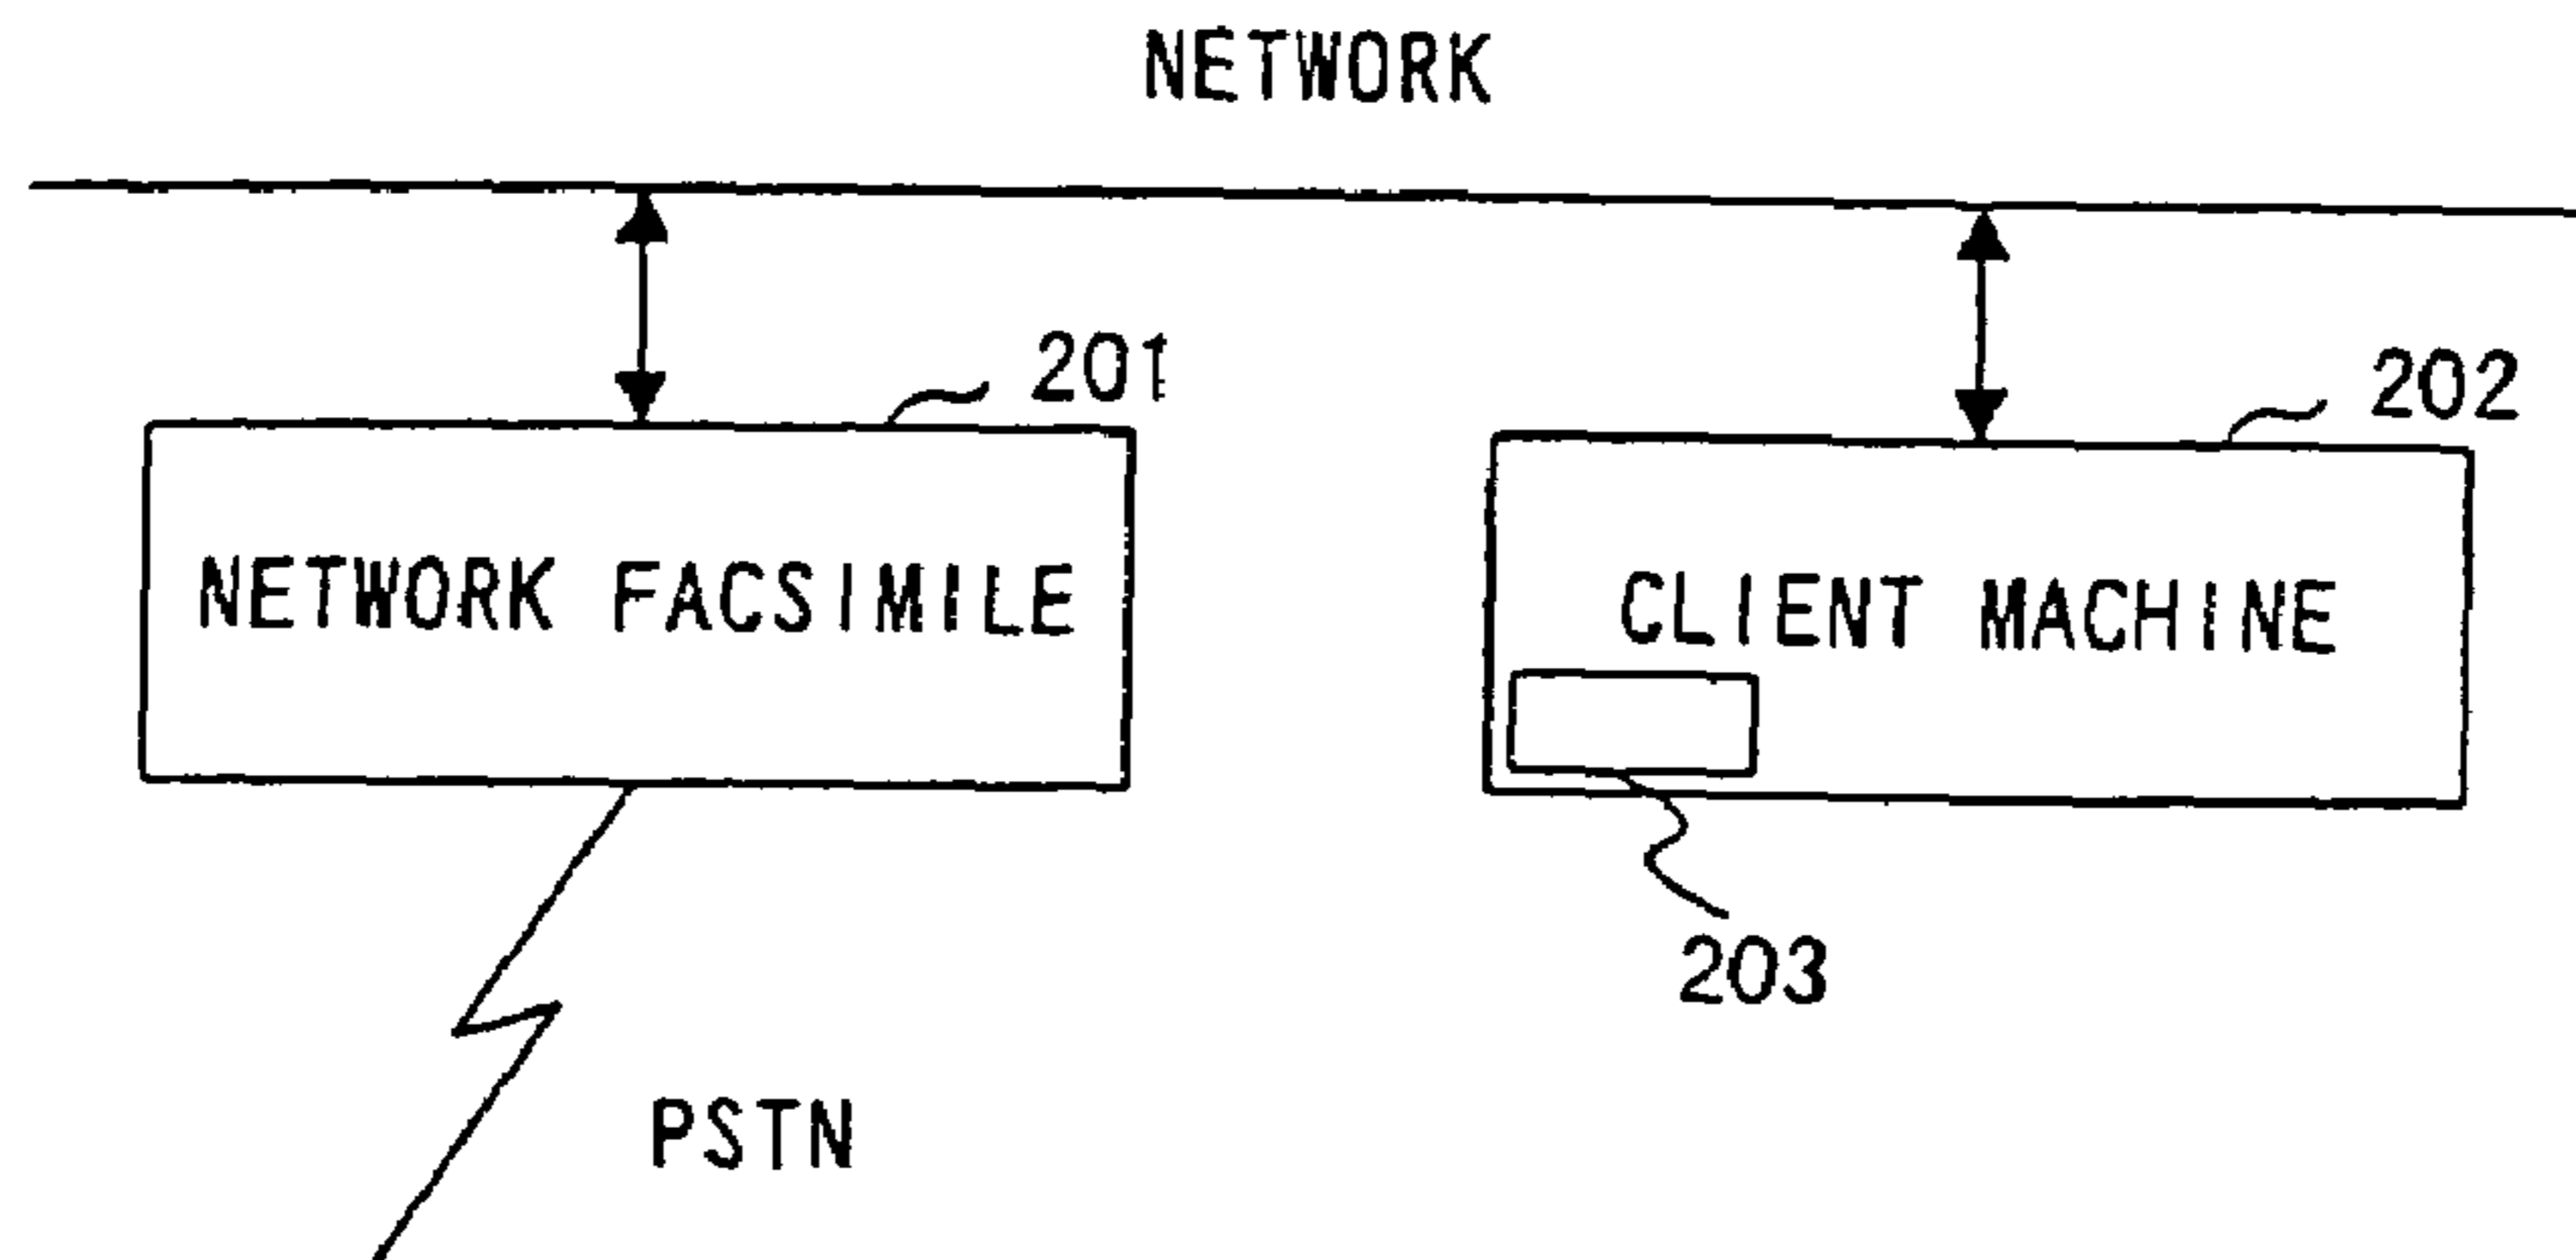 NETWORK
201
202
NETWORK FACSIMILE
CLIENT MACHINE
203
PSTN